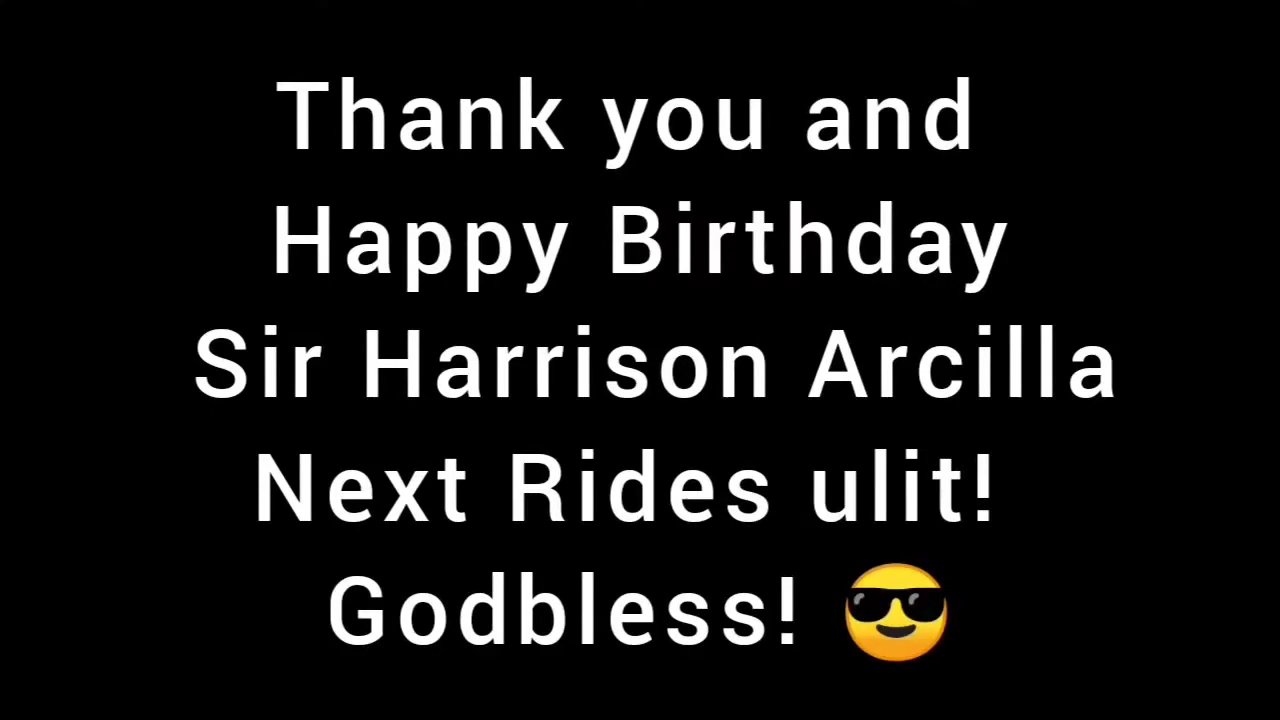 Thank you and
Happy Birthday
Sir Harrison Arcilla
Next Rides ulit!
Godbless! 😎